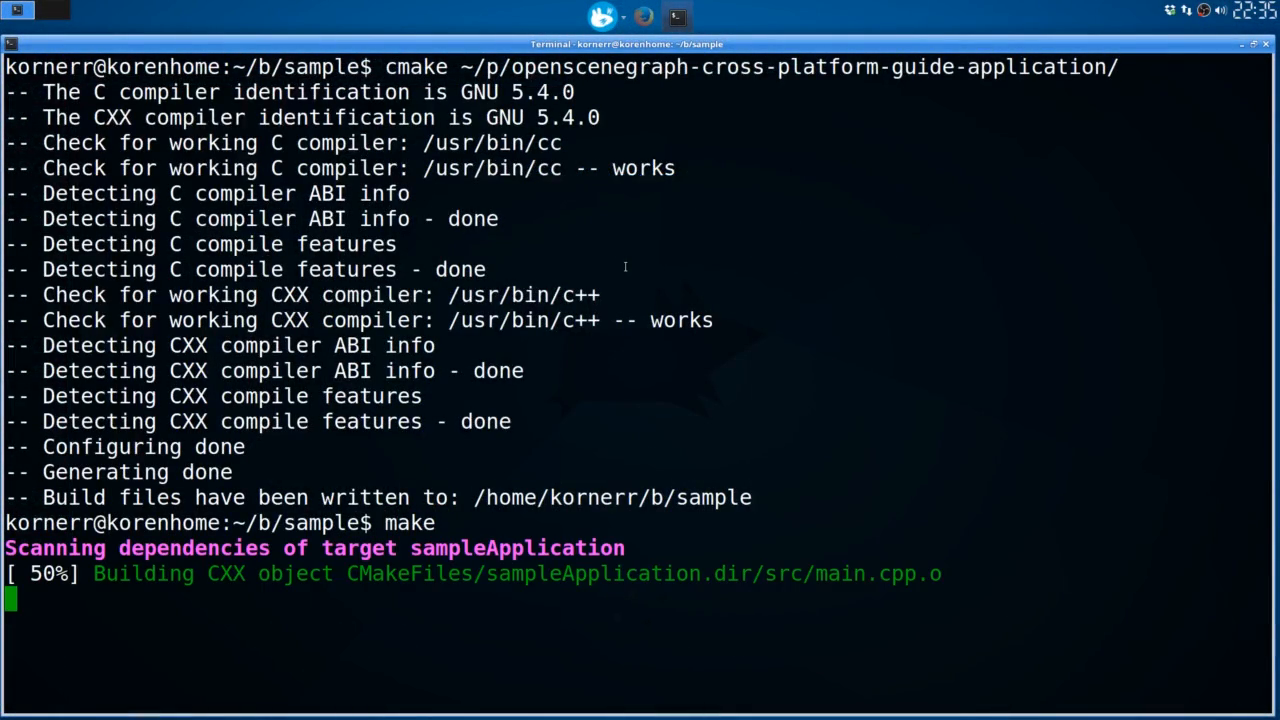 22:35
Terminal - kornerr@korenhome: ~/b/sample
kornerr@korenhome:~/b/sample$ cmake ~/p/openscenegraph-cross-platform-guide-application/
-- The C compiler identification is GNU 5.4.0
-- The CXX compiler identification is GNU 5.4.0
-- Check for working C compiler: /usr/bin/cc
-- Check for working C compiler: /usr/bin/cc -- works
-- Detecting C compiler ABI info
-- Detecting C compiler ABI info - done
-- Detecting C compile features
-- Detecting C compile features - done
-- Check for working CXX compiler: /usr/bin/c++
-- Check for working CXX compiler: /usr/bin/c++ -- works
-- Detecting CXX compiler ABI info
-- Detecting CXX compiler ABI info - done
-- Detecting CXX compile features
-- Detecting CXX compile features - done
-- Configuring done
-- Generating done
-- Build files have been written to: /home/kornerr/b/sample
kornerr@korenhome:~/b/sample$ make
Scanning dependencies of target sampleApplication
[ 50%] Building CXX object CMakeFiles/sampleApplication.dir/src/main.cpp.o